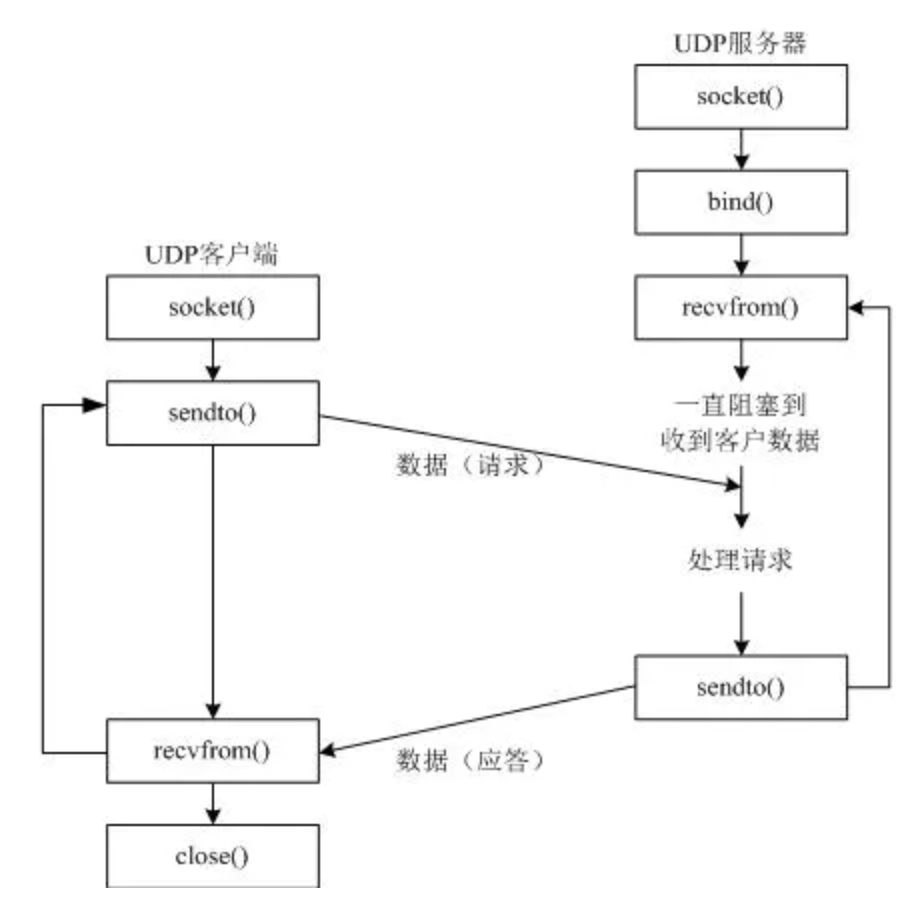 UDP服务器
socket()
bind()
recvfrom()
一直阻塞到
收到客户数据
处理请求
sendto()
UDP客户端
socket()
sendto()
数据（请求）
recvfrom()
数据（应答）
close()